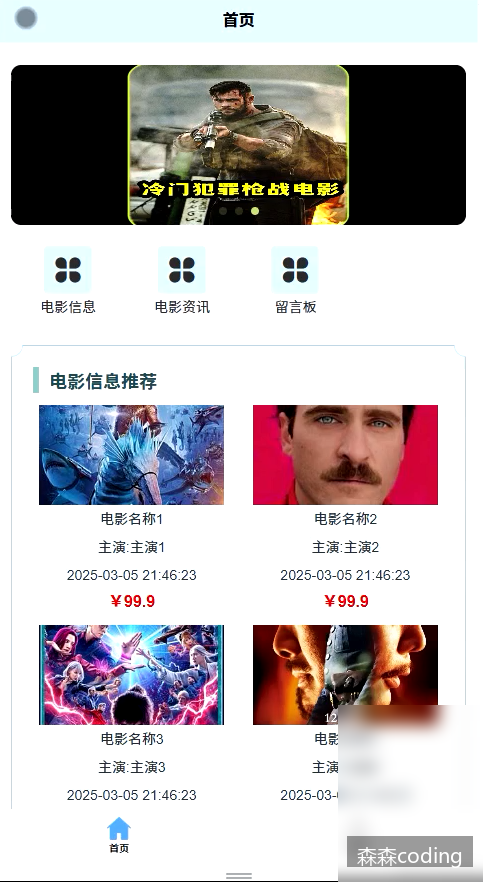 首页
冷门犯罪枪战电影
电影信息
电影资讯
留言板
电影信息推荐
电影名称1
主演:主演1
2025-03-05 21:46:23
￥99.9
电影名称2
主演:主演2
2025-03-05 21:46:23
￥99.9
电影名称3
主演:主演3
2025-03-05 21:46:23
12
电影
主演
2025-03-0
首页
森森coding